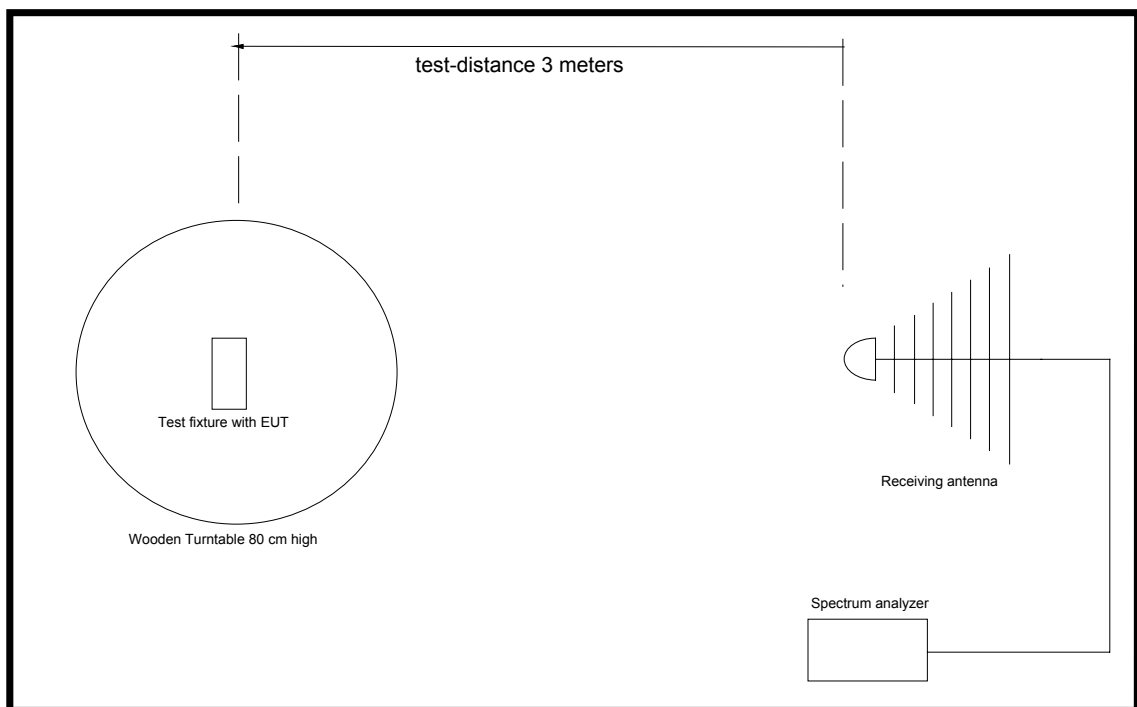 test-distance 3 meters
Test fixture with EUT
Receiving antenna
Wooden Turntable 80 cm high
Spectrum analyzer